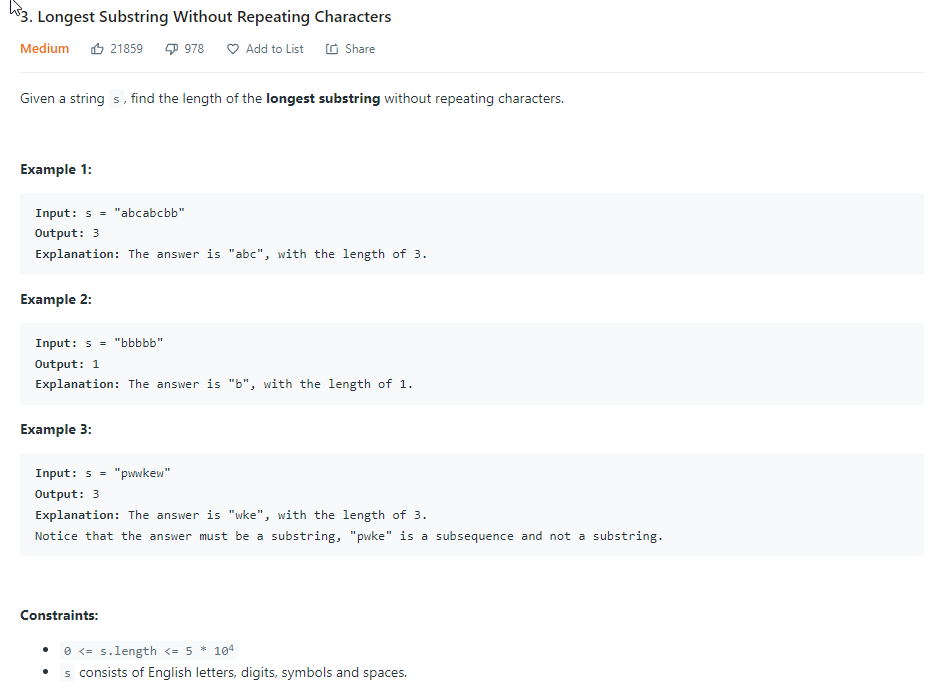 3. Longest Substring Without Repeating Characters
Medium 21859 978 Add to List Share
Given a string s, find the length of the longest substring without repeating characters.
Example 1:
Input: s = "abcabcbb"
Output: 3
Explanation: The answer is "abc", with the length of 3.
Example 2:
Input: s = "bbbbb"
Output: 1
Explanation: The answer is "b", with the length of 1.
Example 3:
Input: s = "pwwkew"
Output: 3
Explanation: The answer is "wke", with the length of 3.
Notice that the answer must be a substring, "pwke" is a subsequence and not a substring.
Constraints:
• 0 <= s.length <= 5 * 10⁴
• s consists of English letters, digits, symbols and spaces.